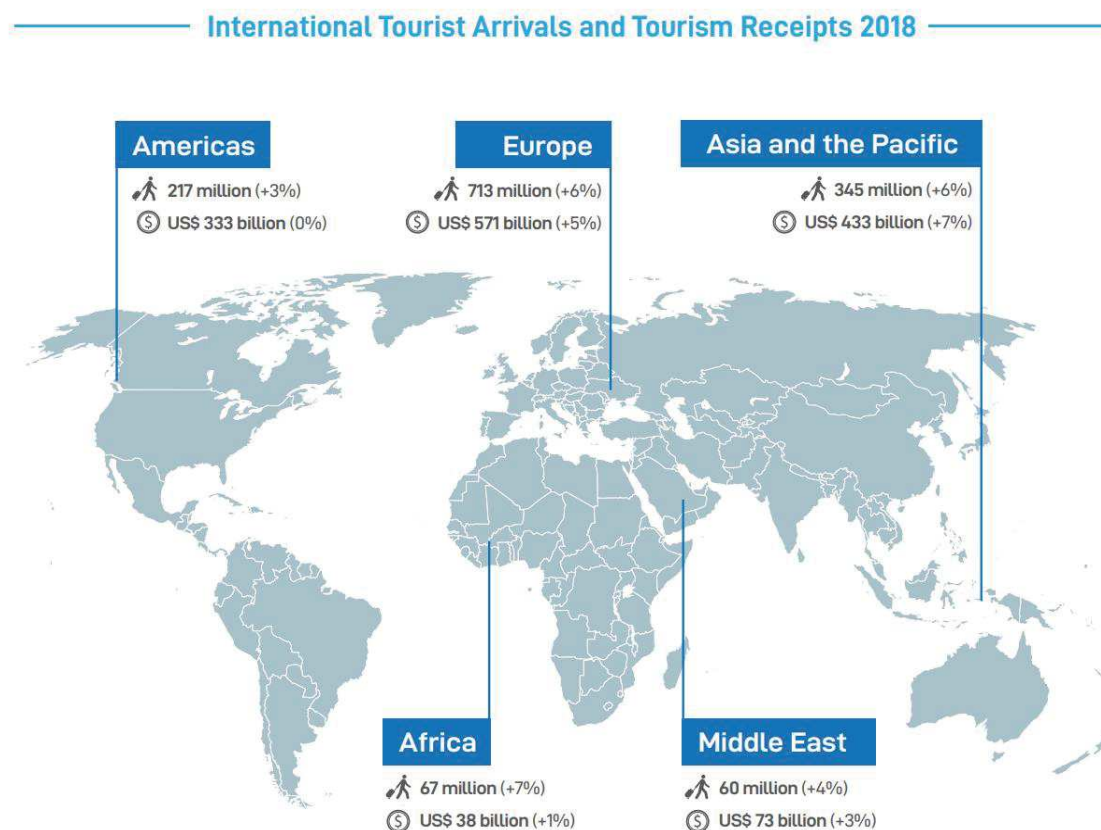 International Tourist Arrivals and Tourism Receipts 2018
Americas
217 million (+3%)
US$ 333 billion (0%)
Europe
713 million (+6%)
US$ 571 billion (+5%)
Asia and the Pacific
345 million (+6%)
US$ 433 billion (+7%)
Africa
67 million (+7%)
US$ 38 billion (+1%)
Middle East
60 million (+4%)
US$ 73 billion (+3%)